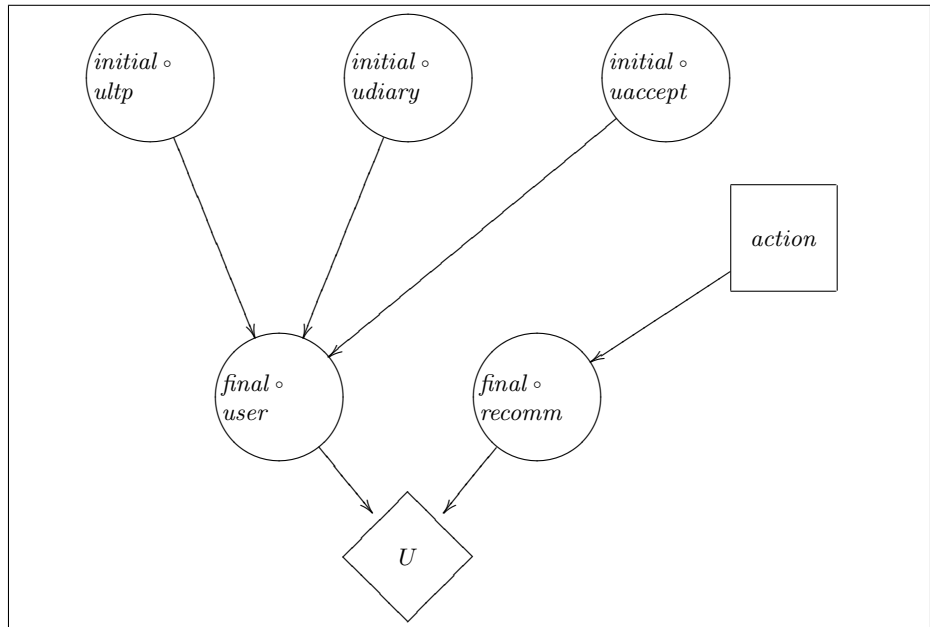 initial ∘
ultp
initial ∘
udiary
initial ∘
uaccept
action
final ∘
user
final ∘
recomm
U